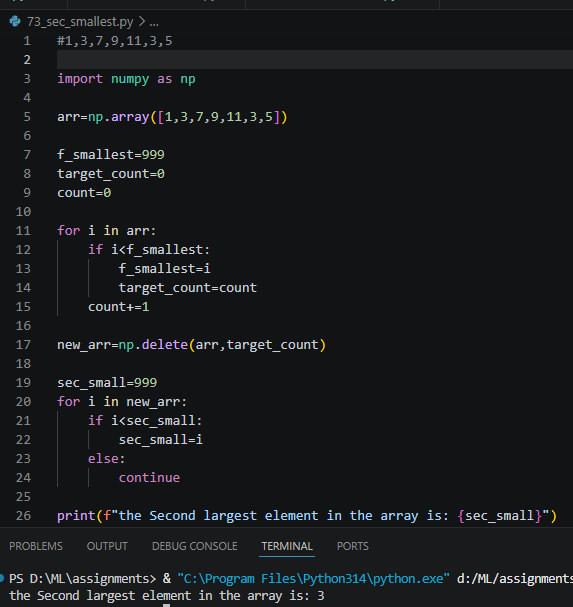 73_sec_smallest.py > ...
1 #1,3,7,9,11,3,5
2
3 import numpy as np
4
5 arr=np.array([1,3,7,9,11,3,5])
6
7 f_smallest=999
8 target_count=0
9 count=0
10
11 for i in arr:
12     if i<f_smallest:
13         f_smallest=i
14         target_count=count
15     count+=1
16
17 new_arr=np.delete(arr,target_count)
18
19 sec_small=999
20 for i in new_arr:
21     if i<sec_small:
22         sec_small=i
23     else:
24         continue
25
26 print(f"the Second largest element in the array is: {sec_small}")
PROBLEMS OUTPUT DEBUG CONSOLE TERMINAL PORTS
PS D:\ML\assignments> & "C:\Program Files\Python314\python.exe" d:/ML/assignments
the Second largest element in the array is: 3